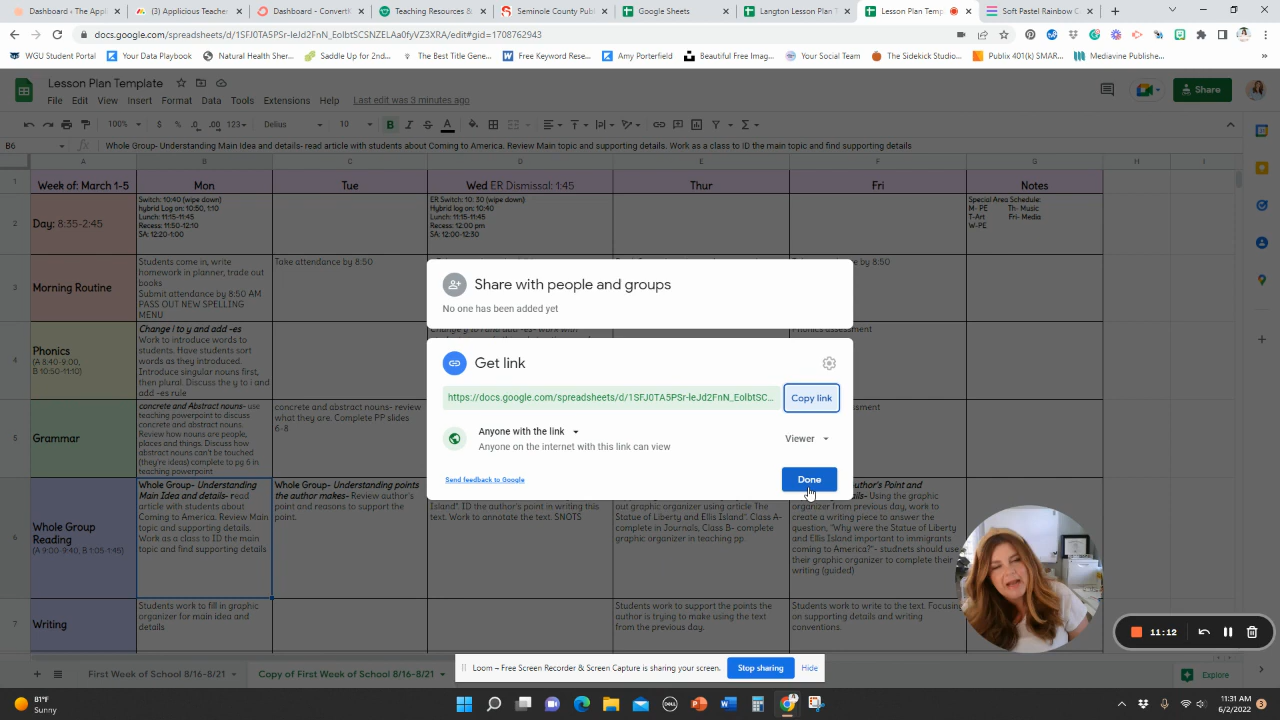 Dashboard ‹ The Applic
(3) Applicious Teacher
Dashboard - ConvertK
Teaching Resources &
Seminole County Publ
Google Sheets
Langton Lesson Plan T
Lesson Plan Temp
Soft Pastel Rainbow C
docs.google.com/spreadsheets/d/1SFJ0TA5PSr-leJd2FnN_EolbtSCSNZELAa0fyVZ3XRA/edit#gid=1708762943
WGU Student Portal
Your Data Playbook
Natural Health Sher...
Saddle Up for 2nd...
The Best Title Gene...
Free Keyword Rese...
Amy Porterfield
Beautiful Free Imag...
Your Social Team
The Sidekick Studio...
Publix 401(k) SMAR...
Mediavine Publishe...
Lesson Plan Template
File Edit View Insert Format Data Tools Extensions Help Last edit was 3 minutes ago
Share
100% $ % .0 .00 123 Delius 10 B I S A
B6 fx Whole Group- Understanding Main Idea and details- read article with students about Coming to America. Review Main topic and supporting details. Work as a class to ID the main topic and find supporting details
A B C D E F G H I
1 Week of: March 1-5 Mon Tue Wed ER Dismissal: 1:45 Thur Fri Notes
2 Day: 8:35-2:45
Switch: 10:40 (wipe down)
hybrid Log on: 10:50, 1:10
Lunch: 11:15-11:45
Recess: 11:50-12:10
SA: 12:20-1:00
ER Switch: 10: 30 (wipe down)
Hybrid log on: 10:40
Lunch: 11:15-11:45
Recess: 12:00 pm
SA: 12:00-12:30
Special Area Schedule:
M- PE Th- Music
T-Art Fri- Media
W-PE
3 Morning Routine
Students come in, write
homework in planner, trade out
books
Submit attendance by 8:50 AM
PASS OUT NEW SPELLING
MENU
Take attendance by 8:50
by 8:50
4 Phonics
(A 8:40-9:00,
B:10:50-11:10)
Change i to y and add -es
Work to introduce words to
students. Have students sort
words as they introduced.
Introduce singular nouns first,
then plural. Discuss the y to i and
add -es rule
Change y to i and add -es- work with
Phonics assessment
5 Grammar
concrete and Abstract nouns- use
teaching powerpoint to discuss
concrete and abstract nouns.
Review how nouns are people,
places and things. Discuss how
abstract nouns can't be touched
(they're ideas) complete to pg 6 in
teaching powerpoint
concrete and abstract nouns- review
what they are. Complete PP slides
6-8
6 Whole Group
Reading
(A 9:00-9:40, B 1:05-1:45)
Whole Group- Understanding
Main Idea and details- read
article with students about
Coming to America. Review Main
topic and supporting details.
Work as a class to ID the main
topic and find supporting details
Whole Group- Understanding points
the author makes- Review author's
point and reasons to support the
point.
Island". ID the author's point in writing this
text. Work to annotate the text. SNOTS
out graphic organizer using article The
Statue of Liberty and Ellis Island". Class A-
complete in Journals, Class B- complete
graphic organizer in teaching pp.
Author's Point and
Details- Using the graphic
organizer from previous day, work
to create a writing piece to answer the
question, "Why were the Statue of
Liberty and Ellis Island important to immigrants
coming to America?"- studnets should use
their graphic organizer to complete their
writing (guided)
7 Writing
Students work to fill in graphic
organizer for main idea and
details
Students work to support the points the
author is trying to make using the text
from the previous day.
Students work to write to the text. Focusing
on supporting details and writing
conventions.
Share with people and groups
No one has been added yet
Get link
https://docs.google.com/spreadsheets/d/1SFJ0TA5PSr-leJd2FnN_EolbtSC...
Copy link
Anyone with the link
Anyone on the internet with this link can view
Viewer
Send feedback to Google
Done
11:12
Loom – Free Screen Recorder & Screen Capture is sharing your screen. Stop sharing Hide
First Week of School 8/16-8/21
Copy of First Week of School 8/16-8/21
Explore
81°F
Sunny
11:31 AM
6/2/2022